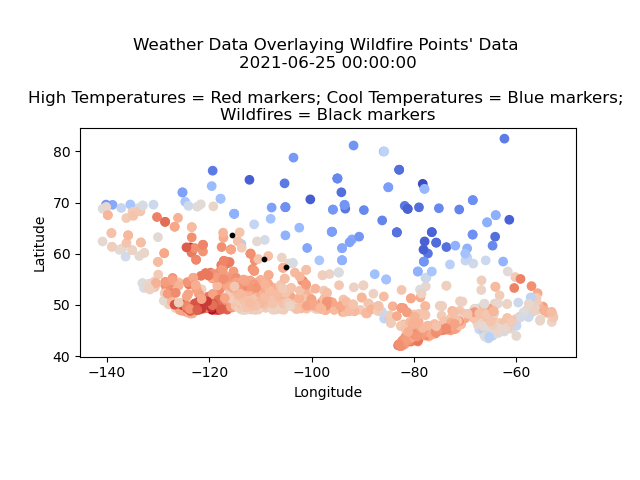 Weather Data Overlaying Wildfire Points' Data
2021-06-25 00:00:00
High Temperatures = Red markers; Cool Temperatures = Blue markers;
Wildfires = Black markers
80
70
60
50
40
Latitude
−140 −120 −100 −80 −60
Longitude